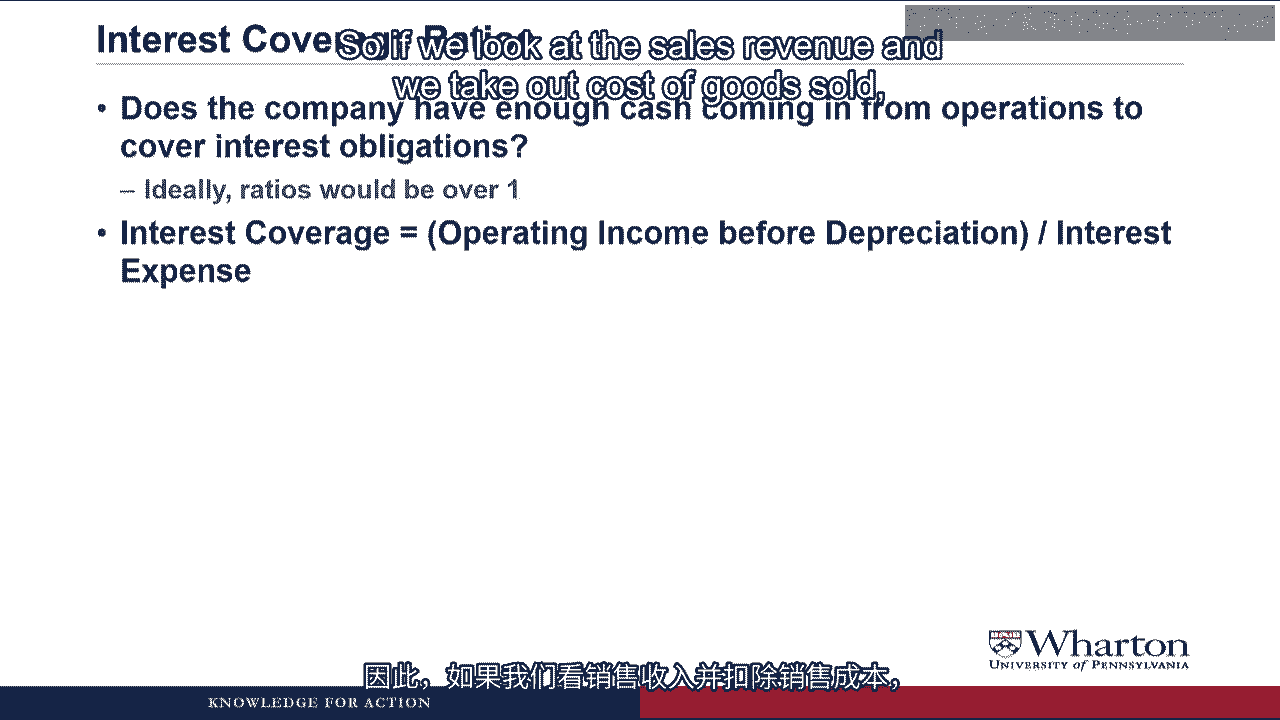 Interest Coverage Ratios
So if we look at the sales revenue and
we take out cost of goods sold,
• Does the company have enough cash coming in from operations to
cover interest obligations?
– Ideally, ratios would be over 1
• Interest Coverage = (Operating Income before Depreciation) / Interest
Expense
Wharton
UNIVERSITY of PENNSYLVANIA
因此，如果我们看销售收入并扣除销售成本，
KNOWLEDGE FOR ACTION